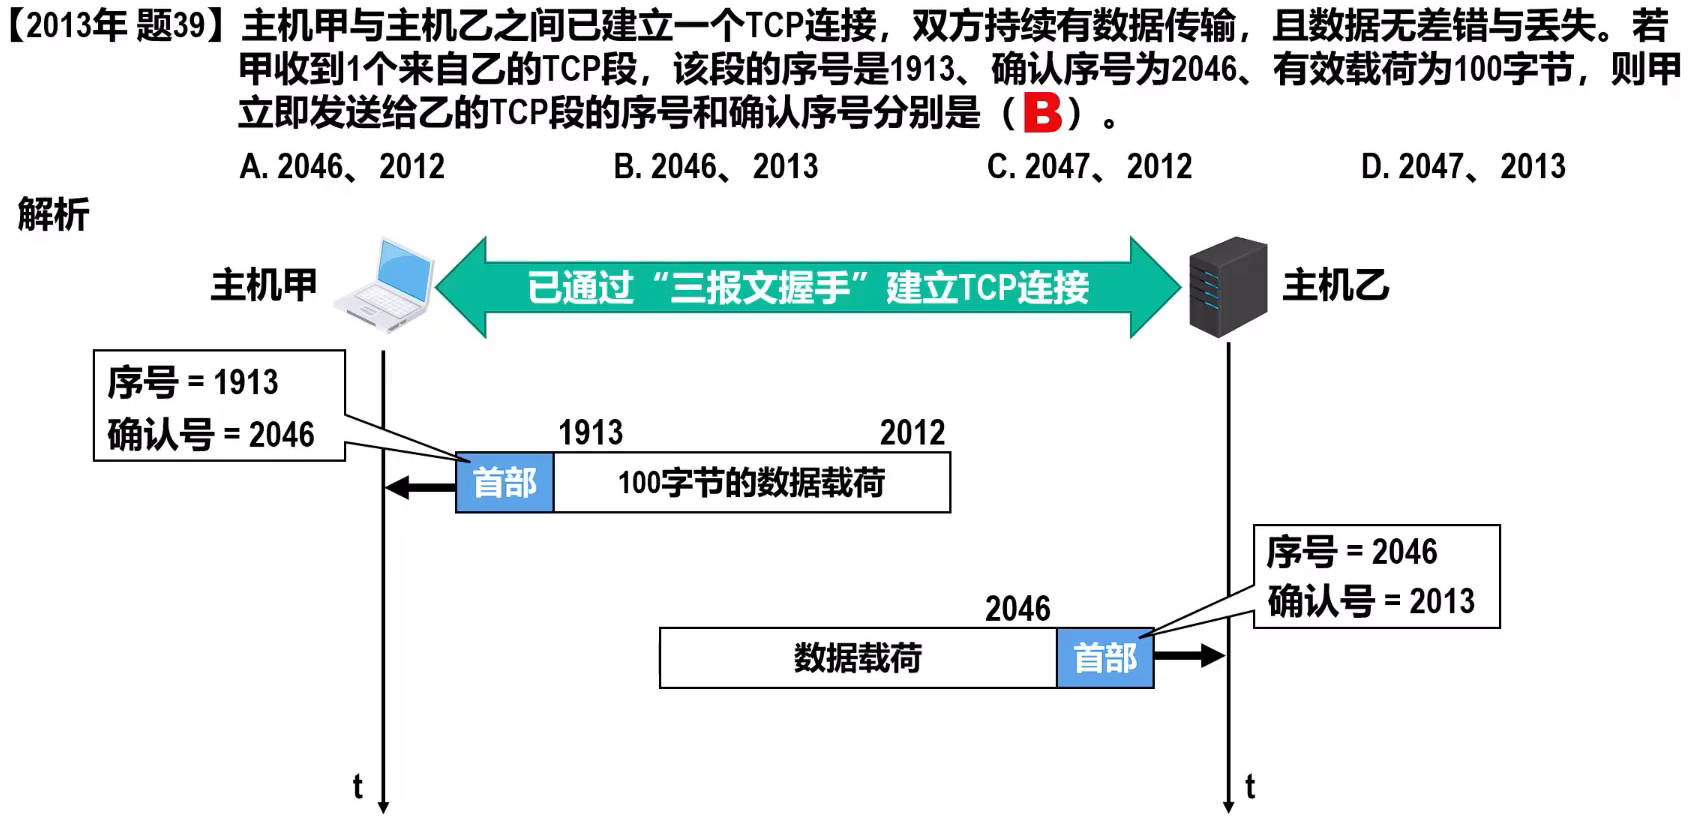 【2013年 题39】主机甲与主机乙之间已建立一个TCP连接，双方持续有数据传输，且数据无差错与丢失。若
甲收到1个来自乙的TCP段，该段的序号是1913、确认序号为2046、有效载荷为100字节，则甲
立即发送给乙的TCP段的序号和确认序号分别是（B）。
A. 2046、2012 B. 2046、2013 C. 2047、2012 D. 2047、2013
解析
主机甲 已通过“三报文握手”建立TCP连接 主机乙
序号 = 1913
确认号 = 2046
1913 2012
首部 100字节的数据载荷
序号 = 2046
确认号 = 2013
2046
数据载荷 首部
t t